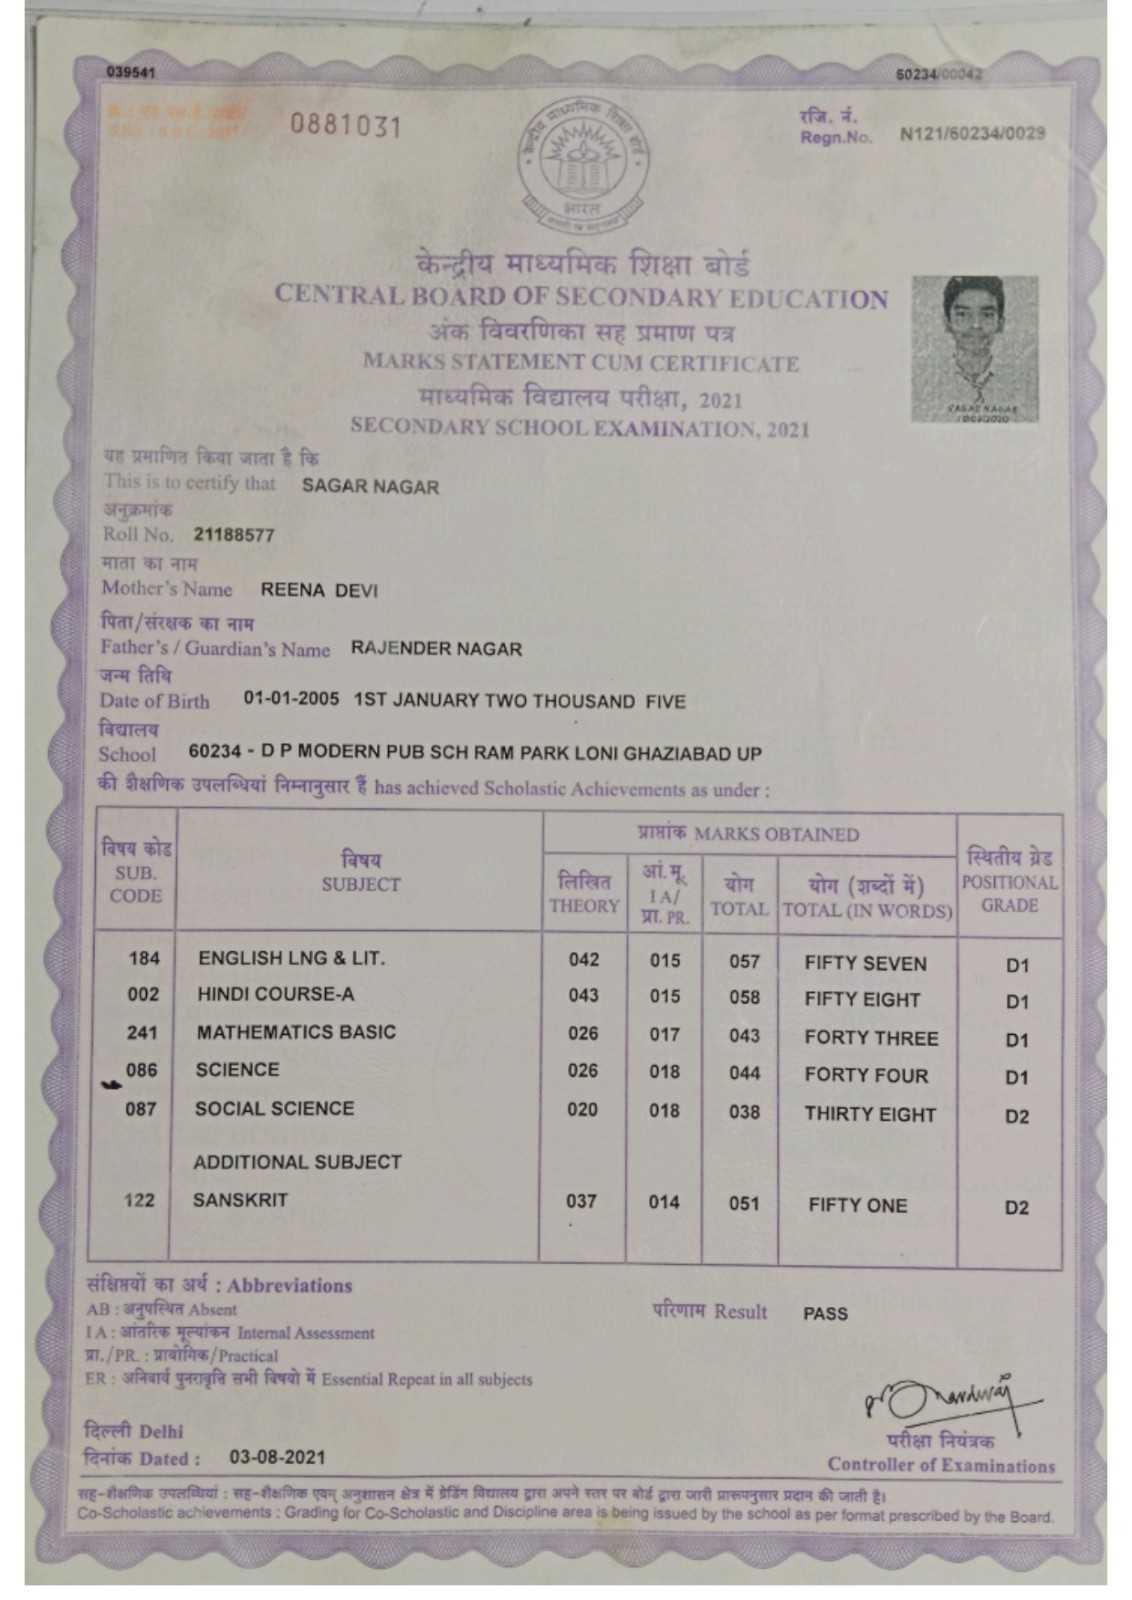 039541
60234/00042
0881031
रजि. नं.
Regn.No. N121/60234/0029
भारत
केन्द्रीय माध्यमिक शिक्षा बोर्ड
CENTRAL BOARD OF SECONDARY EDUCATION
अंक विवरणिका सह प्रमाण पत्र
MARKS STATEMENT CUM CERTIFICATE
माध्यमिक विद्यालय परीक्षा, 2021
SECONDARY SCHOOL EXAMINATION, 2021
SAGAR NAGAR
यह प्रमाणित किया जाता है कि
This is to certify that SAGAR NAGAR
अनुक्रमांक
Roll No. 21188577
माता का नाम
Mother's Name REENA DEVI
पिता/संरक्षक का नाम
Father's / Guardian's Name RAJENDER NAGAR
जन्म तिथि
Date of Birth 01-01-2005 1ST JANUARY TWO THOUSAND FIVE
विद्यालय
School 60234 - D P MODERN PUB SCH RAM PARK LONI GHAZIABAD UP
की शैक्षणिक उपलब्धियां निम्नानुसार हैं has achieved Scholastic Achievements as under :
विषय कोड SUB. CODE
विषय SUBJECT
प्राप्तांक MARKS OBTAINED
लिखित THEORY
आं.मू. I A/ प्रा. PR.
योग TOTAL
योग (शब्दों में) TOTAL (IN WORDS)
स्थितीय ग्रेड POSITIONAL GRADE
184 ENGLISH LNG & LIT. 042 015 057 FIFTY SEVEN D1
002 HINDI COURSE-A 043 015 058 FIFTY EIGHT D1
241 MATHEMATICS BASIC 026 017 043 FORTY THREE D1
086 SCIENCE 026 018 044 FORTY FOUR D1
087 SOCIAL SCIENCE 020 018 038 THIRTY EIGHT D2
ADDITIONAL SUBJECT
122 SANSKRIT 037 014 051 FIFTY ONE D2
संक्षिप्तयों का अर्थ : Abbreviations
AB : अनुपस्थित Absent
I A : आंतरिक मूल्यांकन Internal Assessment
प्रा./PR. : प्रायोगिक/Practical
ER : अनिवार्य पुनरावृति सभी विषयो में Essential Repeat in all subjects
परिणाम Result PASS
दिल्ली Delhi
दिनांक Dated : 03-08-2021
परीक्षा नियंत्रक
Controller of Examinations
सह-शैक्षणिक उपलब्धियां : सह-शैक्षणिक एवम् अनुशासन क्षेत्र में ग्रेडिंग विद्यालय द्वारा अपने स्तर पर बोर्ड द्वारा जारी प्रारूपनुसार प्रदान की जाती है।
Co-Scholastic achievements : Grading for Co-Scholastic and Discipline area is being issued by the school as per format prescribed by the Board.